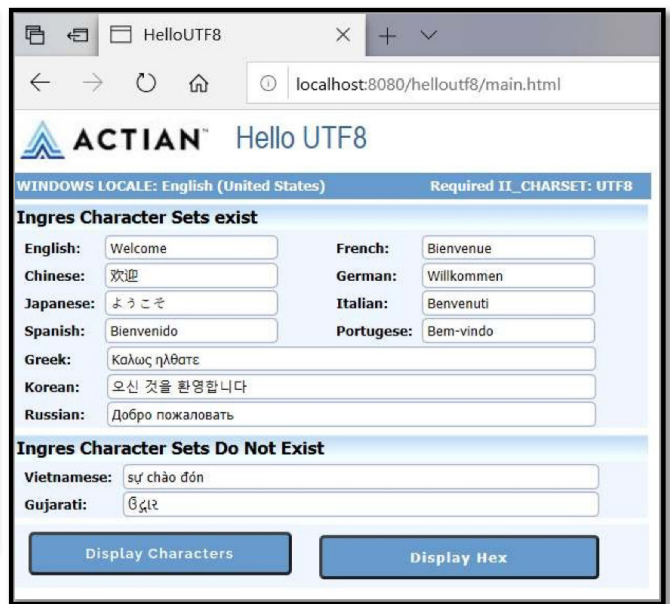 HelloUTF8
localhost:8080/helloutf8/main.html
ACTIAN™ Hello UTF8
WINDOWS LOCALE: English (United States) Required II_CHARSET: UTF8
Ingres Character Sets exist
English: Welcome French: Bienvenue
Chinese: 欢迎 German: Willkommen
Japanese: ようこそ Italian: Benvenuti
Spanish: Bienvenido Portugese: Bem-vindo
Greek: Καλως ηλθατε
Korean: 오신 것을 환영합니다
Russian: Добро пожаловать
Ingres Character Sets Do Not Exist
Vietnamese: sự chào đón
Gujarati:
Display Characters Display Hex